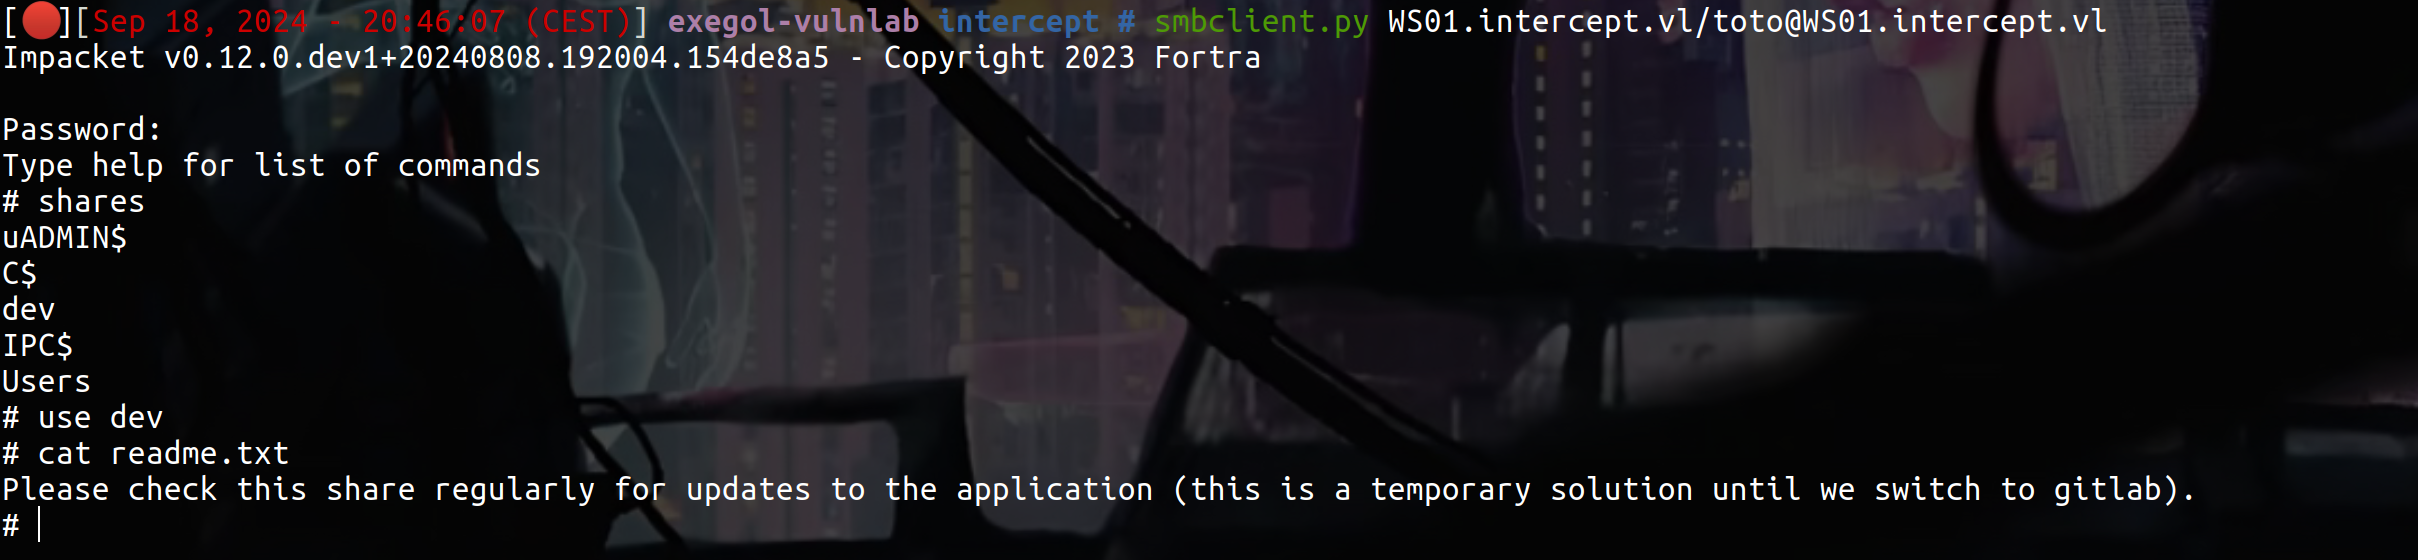 [🔴][Sep 18, 2024 - 20:46:07 (CEST)] exegol-vulnlab intercept # smbclient.py WS01.intercept.vl/toto@WS01.intercept.vl
Impacket v0.12.0.dev1+20240808.192004.154de8a5 - Copyright 2023 Fortra
Password:
Type help for list of commands
# shares
uADMIN$
C$
dev
IPC$
Users
# use dev
# cat readme.txt
Please check this share regularly for updates to the application (this is a temporary solution until we switch to gitlab).
#